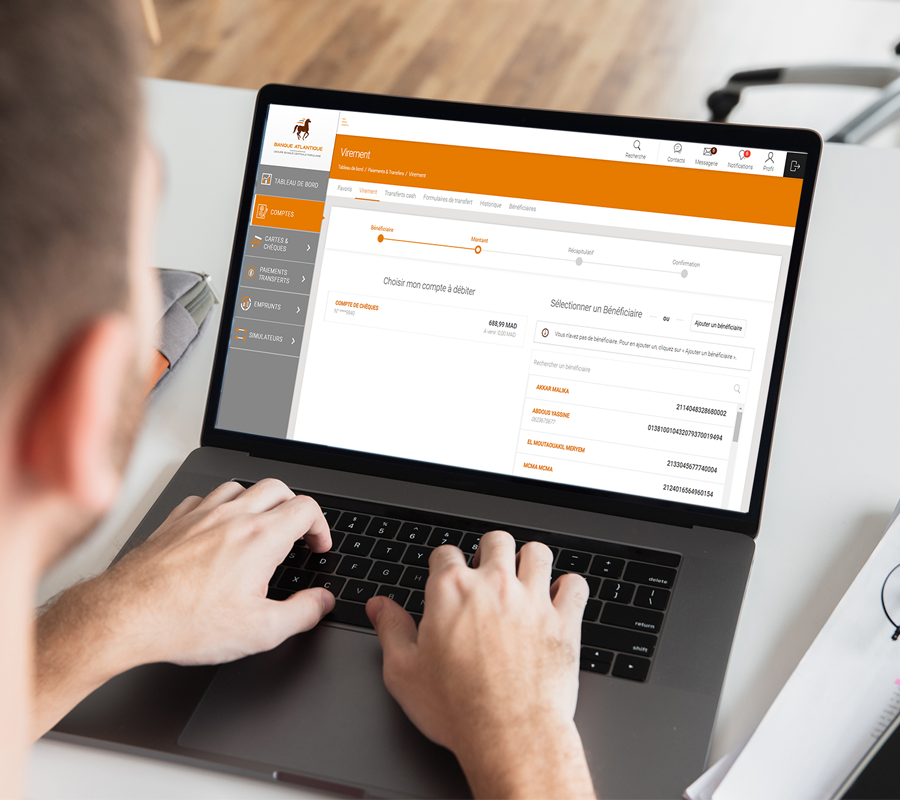 BANQUE ATLANTIQUE
Recherche
Contacts
Messagerie
Notifications
Profil
Virement
Tableau de bord / Paiements & Transferts / Virement
Favoris
Virement
Transferts cash
Formulaires de transfert
Historique
Bénéficiaires
TABLEAU DE BORD
COMPTES
CARTES &
CHÈQUES
PAIEMENTS
TRANSFERTS
EMPRUNTS
SIMULATEURS
Bénéficiaire
Montant
Récapitulatif
Confirmation
Choisir mon compte à débiter
COMPTE DE CHÈQUES
688,99 MAD
À venir: 0,00 MAD
Sélectionner un Bénéficiaire
ou
Ajouter un bénéficiaire
Vous n'avez pas de bénéficiaire. Pour en ajouter un, cliquez sur « Ajouter un bénéficiaire ».
Rechercher un bénéficiaire
AKKAR MALIKA
2114048328680002
ABDOUS YASSINE
01381001043207937001949​4
EL MOUTAOUAKIL MERYEM
2133045677740004
MCMA MCMA
2124016564960154
delete
return
shift